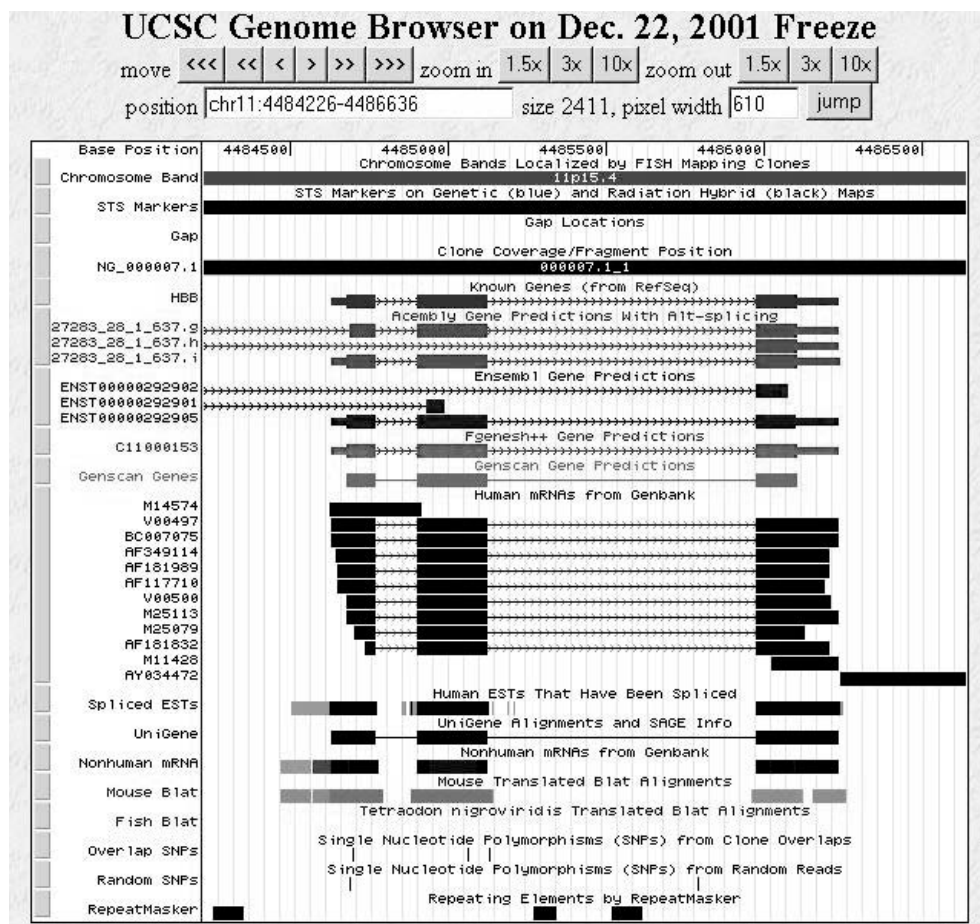 UCSC Genome Browser on Dec. 22, 2001 Freeze
move <<< << < > >> >>> zoom in 1.5x 3x 10x zoom out 1.5x 3x 10x
position chr11:4484226-4486636 size 2411, pixel width 610 jump
Base Position 4484500 4485000 4485500 4486000 4486500
Chromosome Bands Localized by FISH Mapping Clones
Chromosome Band 11p15.4
STS Markers on Genetic (blue) and Radiation Hybrid (black) Maps
STS Markers
Gap Locations
Gap
Clone Coverage/Fragment Position
NG_000007.1 000007.1_1
Known Genes (from RefSeq)
HBB
Acembly Gene Predictions With Alt-splicing
27283_28_1_637.g
27283_28_1_637.h
27283_28_1_637.i
Ensembl Gene Predictions
ENST00000292902
ENST00000292901
ENST00000292905
Fgenesh++ Gene Predictions
C11000153
Genscan Gene Predictions
Genscan Genes
Human mRNAs from Genbank
M14574
V00497
BC007075
AF349114
AF181989
AF117710
V00500
M25113
M25079
AF181832
M11428
AY034472
Human ESTs That Have Been Spliced
Spliced ESTs
UniGene Alignments and SAGE Info
UniGene
Nonhuman mRNAs from Genbank
Nonhuman mRNA
Mouse Translated Blat Alignments
Mouse Blat
Tetraodon nigroviridis Translated Blat Alignments
Fish Blat
Single Nucleotide Polymorphisms (SNPs) from Clone Overlaps
Overlap SNPs
Single Nucleotide Polymorphisms (SNPs) from Random Reads
Random SNPs
Repeating Elements by RepeatMasker
RepeatMasker